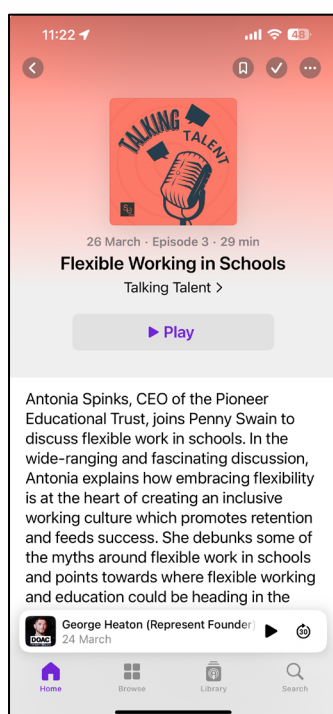 11:22
48
TALKING
TALENT
26 March · Episode 3 · 29 min
Flexible Working in Schools
Talking Talent >
Play
Antonia Spinks, CEO of the Pioneer
Educational Trust, joins Penny Swain to
discuss flexible work in schools. In the
wide-ranging and fascinating discussion,
Antonia explains how embracing flexibility
is at the heart of creating an inclusive
working culture which promotes retention
and feeds success. She debunks some of
the myths around flexible work in schools
and points towards where flexible working
and education could be heading in the
DOAC
George Heaton (Represent Founder)
24 March
30
Home
Browse
Library
Search